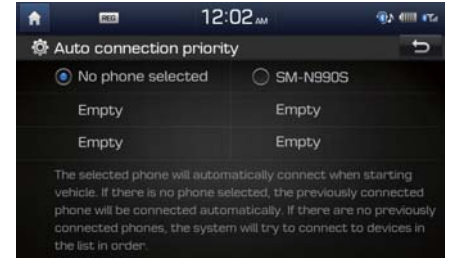 REG 12:02 AM
Auto connection priority
No phone selected SM-N990S
Empty Empty
Empty Empty
The selected phone will automatically connect when starting
vehicle. If there is no phone selected, the previously connected
phone will be connected automatically. If there are no previously
connected phones, the system will try to connect to devices in
the list in order.